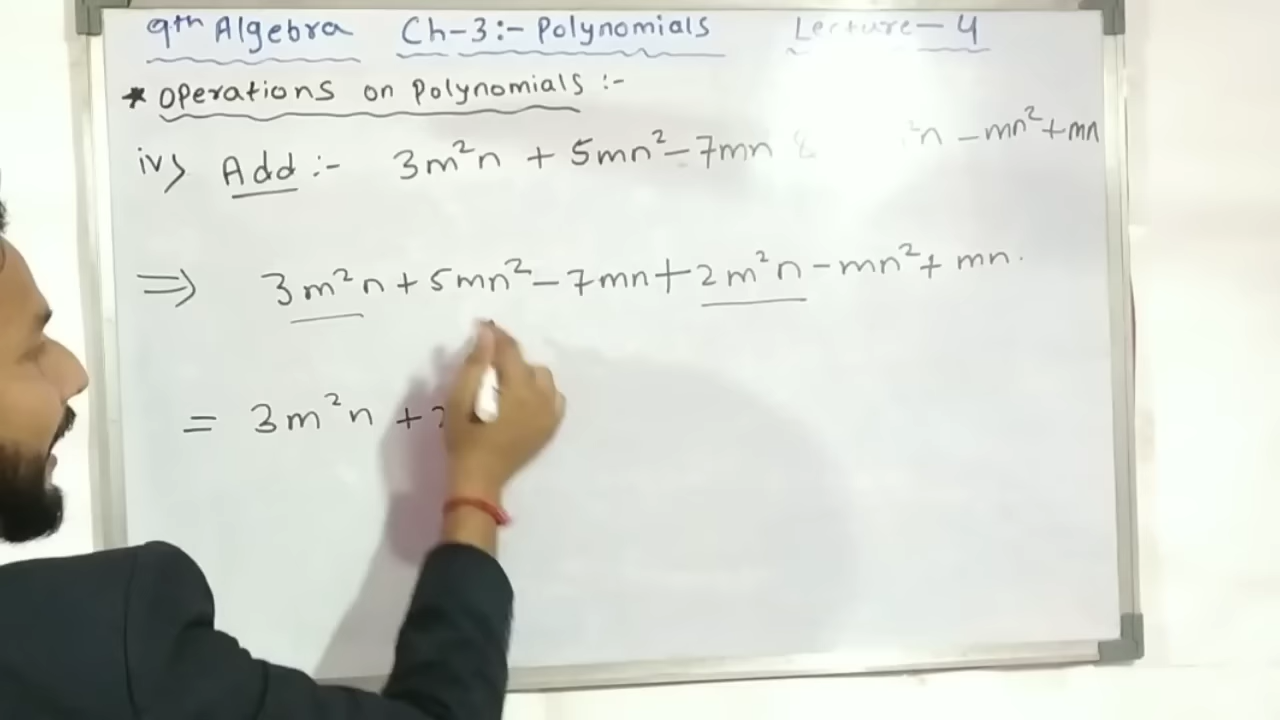 9th Algebra Ch-3:- Polynomials Lecture-4
* Operations on Polynomials :-
iv) Add :- 3m²n + 5mn² - 7mn & ²n - mn² + mn
⇒ 3m²n + 5mn² - 7mn + 2m²n - mn² + mn.
= 3m²n +